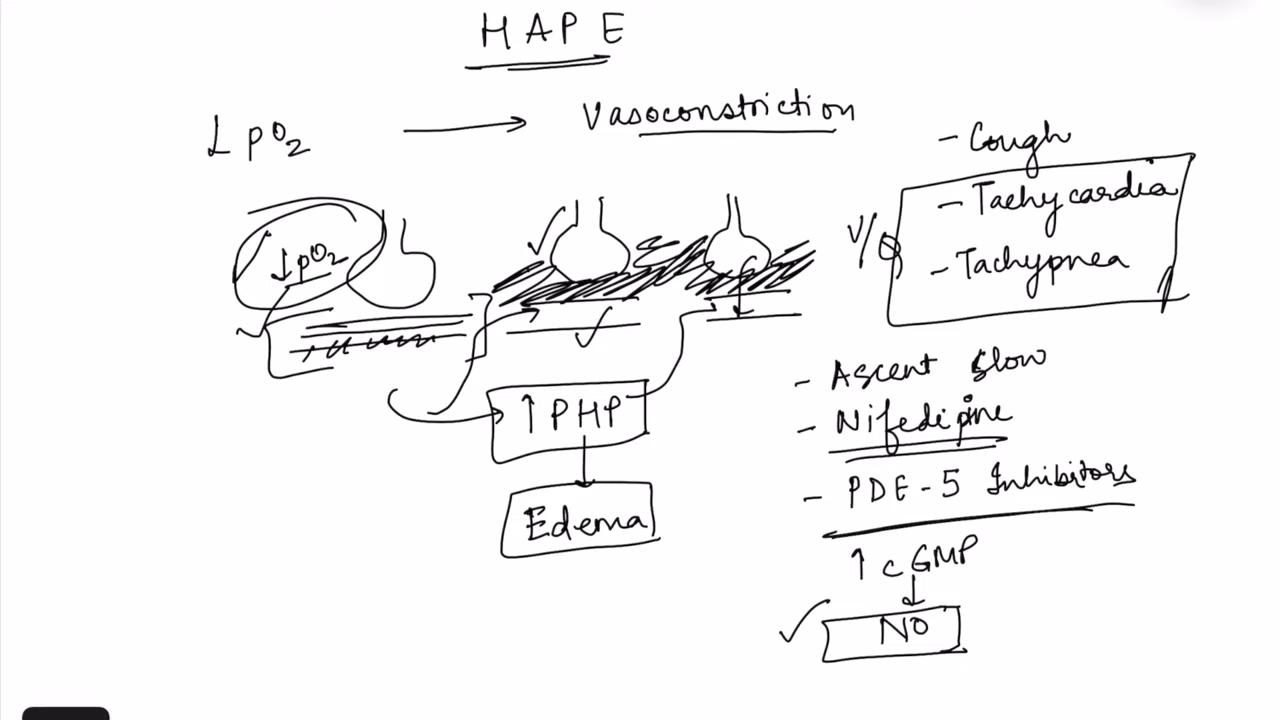 HAPE
↓ pO2 → Vasoconstriction
↓pO2
V/Q
- Cough
- Tachycardia
- Tachypnea
↑ PHP
Edema
- Ascent slow
- Nifedipine
- PDE-5 Inhibitors
↑ cGMP
↓
NO